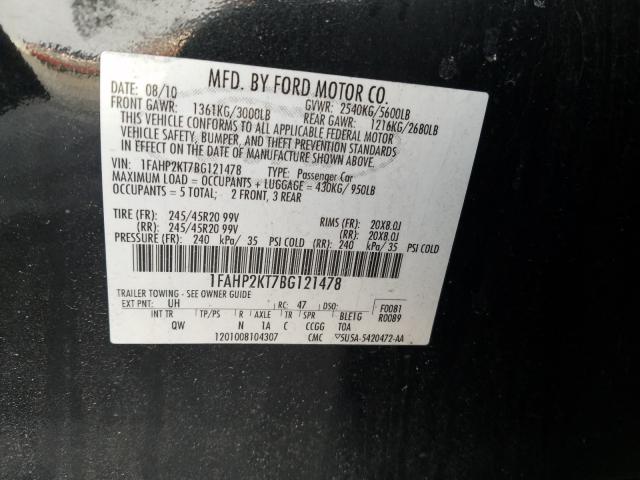 MFD. BY FORD MOTOR CO.
DATE: 08/10 GVWR: 2540KG/5600LB
FRONT GAWR: 1361KG/3000LB REAR GAWR: 1216KG/2680LB
THIS VEHICLE CONFORMS TO ALL APPLICABLE FEDERAL MOTOR
VEHICLE SAFETY, BUMPER, AND THEFT PREVENTION STANDARDS
IN EFFECT ON THE DATE OF MANUFACTURE SHOWN ABOVE.
VIN: 1FAHP2KT7BG121478 TYPE: Passenger Car
MAXIMUM LOAD = OCCUPANTS + LUGGAGE = 430KG/950LB
OCCUPANTS = 5 TOTAL; 2 FRONT, 3 REAR
TIRE (FR): 245/45R20 99V RIMS (FR): 20X8.0J
(RR): 245/45R20 99V (RR): 20X8.0J
PRESSURE (FR): 240 kPa/ 35 PSI COLD (RR): 240 kPa/ 35 PSI COLD
1FAHP2KT7BG121478
TRAILER TOWING - SEE OWNER GUIDE
EXT PNT: UH RC: 47 DSO: F0081
INT TR TP/PS R AXLE TR SPR BLE1G R0089
QW N 1A C CCGG T0A
1201008104307 CMC ▽5U5A-5420472-AA